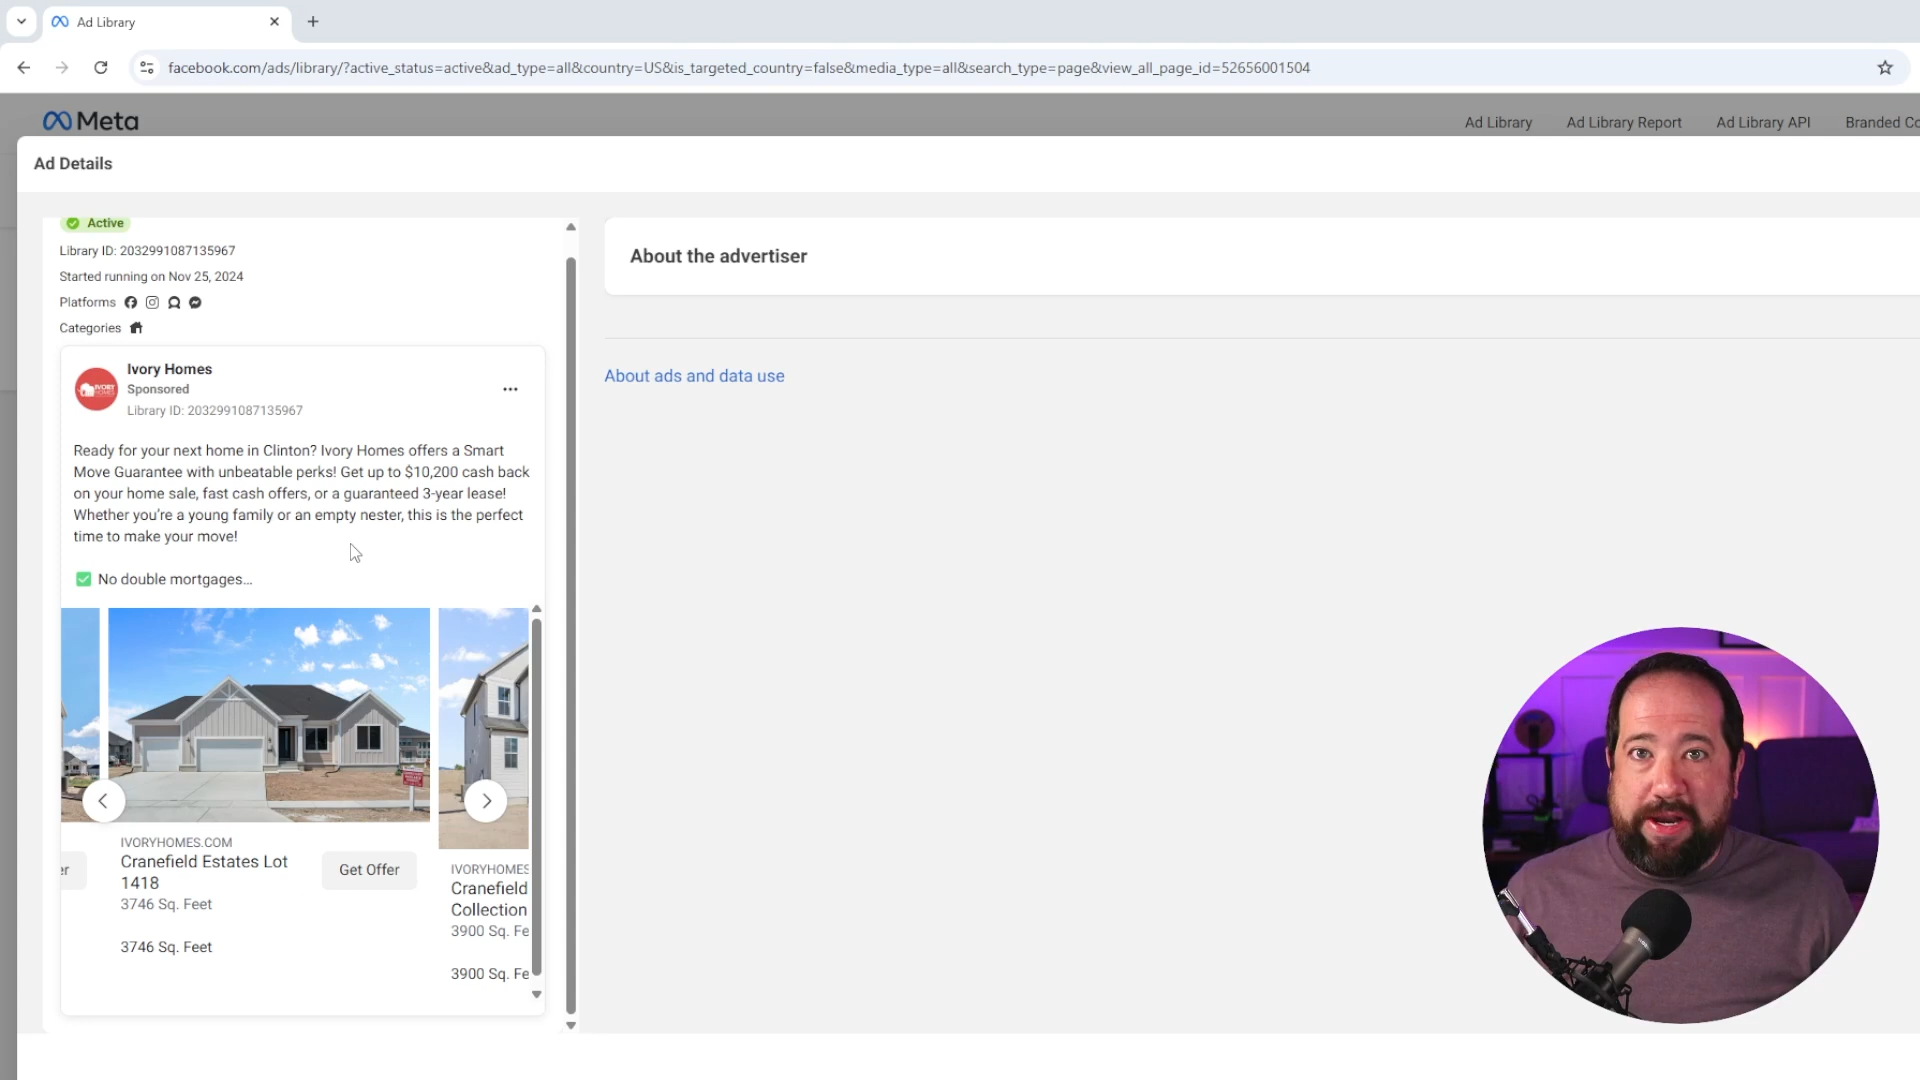 Ad Library
facebook.com/ads/library/?active_status=active&ad_type=all&country=US&is_targeted_country=false&media_type=all&search_type=page&view_all_page_id=52656001504
Meta
Ad Library
Ad Library Report
Ad Library API
Branded Co
Ad Details
Active
Library ID: 2032991087135967
Started running on Nov 25, 2024
Platforms
Categories
IVORY
HOMES
Ivory Homes
Sponsored
Library ID: 2032991087135967
Ready for your next home in Clinton? Ivory Homes offers a Smart
Move Guarantee with unbeatable perks! Get up to $10,200 cash back
on your home sale, fast cash offers, or a guaranteed 3-year lease!
Whether you’re a young family or an empty nester, this is the perfect
time to make your move!
No double mortgages...
er
IVORYHOMES.COM
Cranefield Estates Lot
1418
3746 Sq. Feet
Get Offer
3746 Sq. Feet
IVORYHOMES
Cranefield
Collection
3900 Sq. Fe
3900 Sq. Fe
About the advertiser
About ads and data use